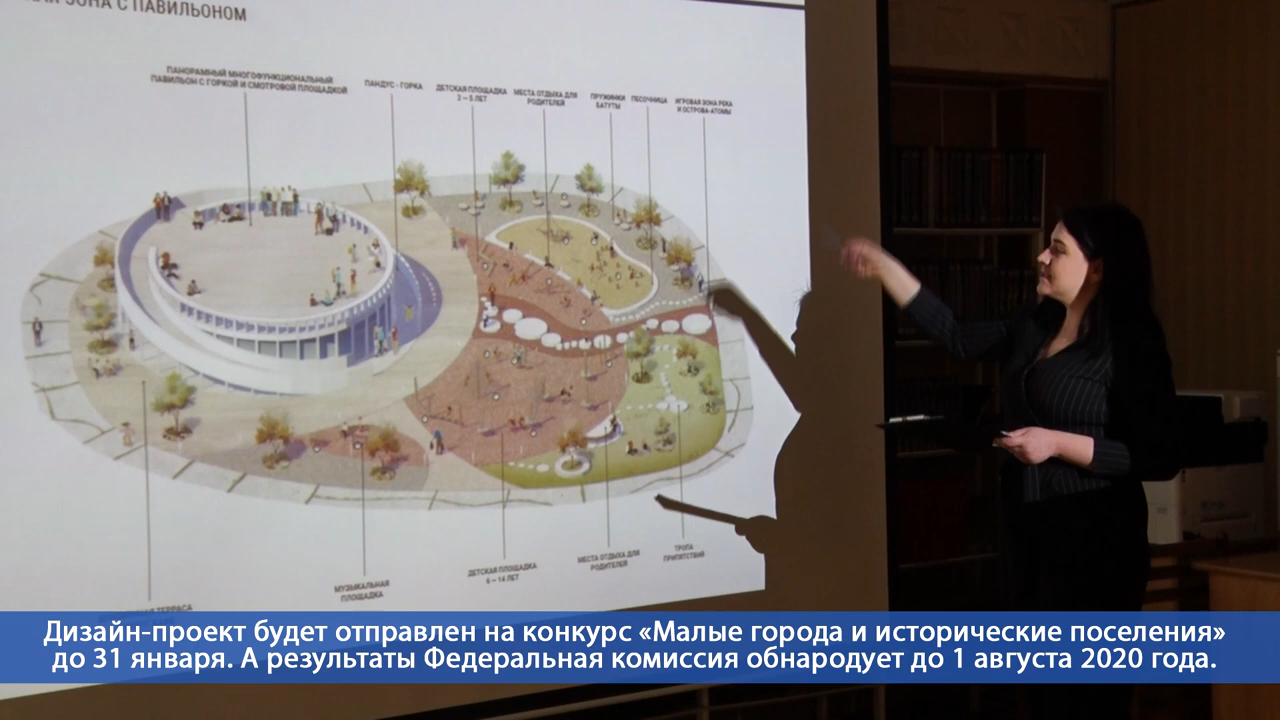 ЗОНА С ПАВИЛЬОНОМ
ПАНОРАМНЫЙ МНОГОФУНКЦИОНАЛЬНЫЙ
ПАВИЛЬОН С ГОРКОЙ И СМОТРОВОЙ ПЛОЩАДКОЙ
ПАНДУС - ГОРКА
ДЕТСКАЯ ПЛОЩАДКА
2 – 5 ЛЕТ
МЕСТА ОТДЫХА ДЛЯ
РОДИТЕЛЕЙ
ПРУЖИНКИ
БАТУТЫ
ПЕСОЧНИЦА
ИГРОВАЯ ЗОНА РЕКА
И ОСТРОВА-АТОМЫ
ТЕРРАСА
МУЗЫКАЛЬНАЯ
ПЛОЩАДКА
ДЕТСКАЯ ПЛОЩАДКА
6 – 14 ЛЕТ
МЕСТА ОТДЫХА ДЛЯ
РОДИТЕЛЕЙ
ТРОПА
ПРИПЯТСТВИЙ
Дизайн-проект будет отправлен на конкурс «Малые города и исторические поселения»
до 31 января. А результаты Федеральная комиссия обнародует до 1 августа 2020 года.